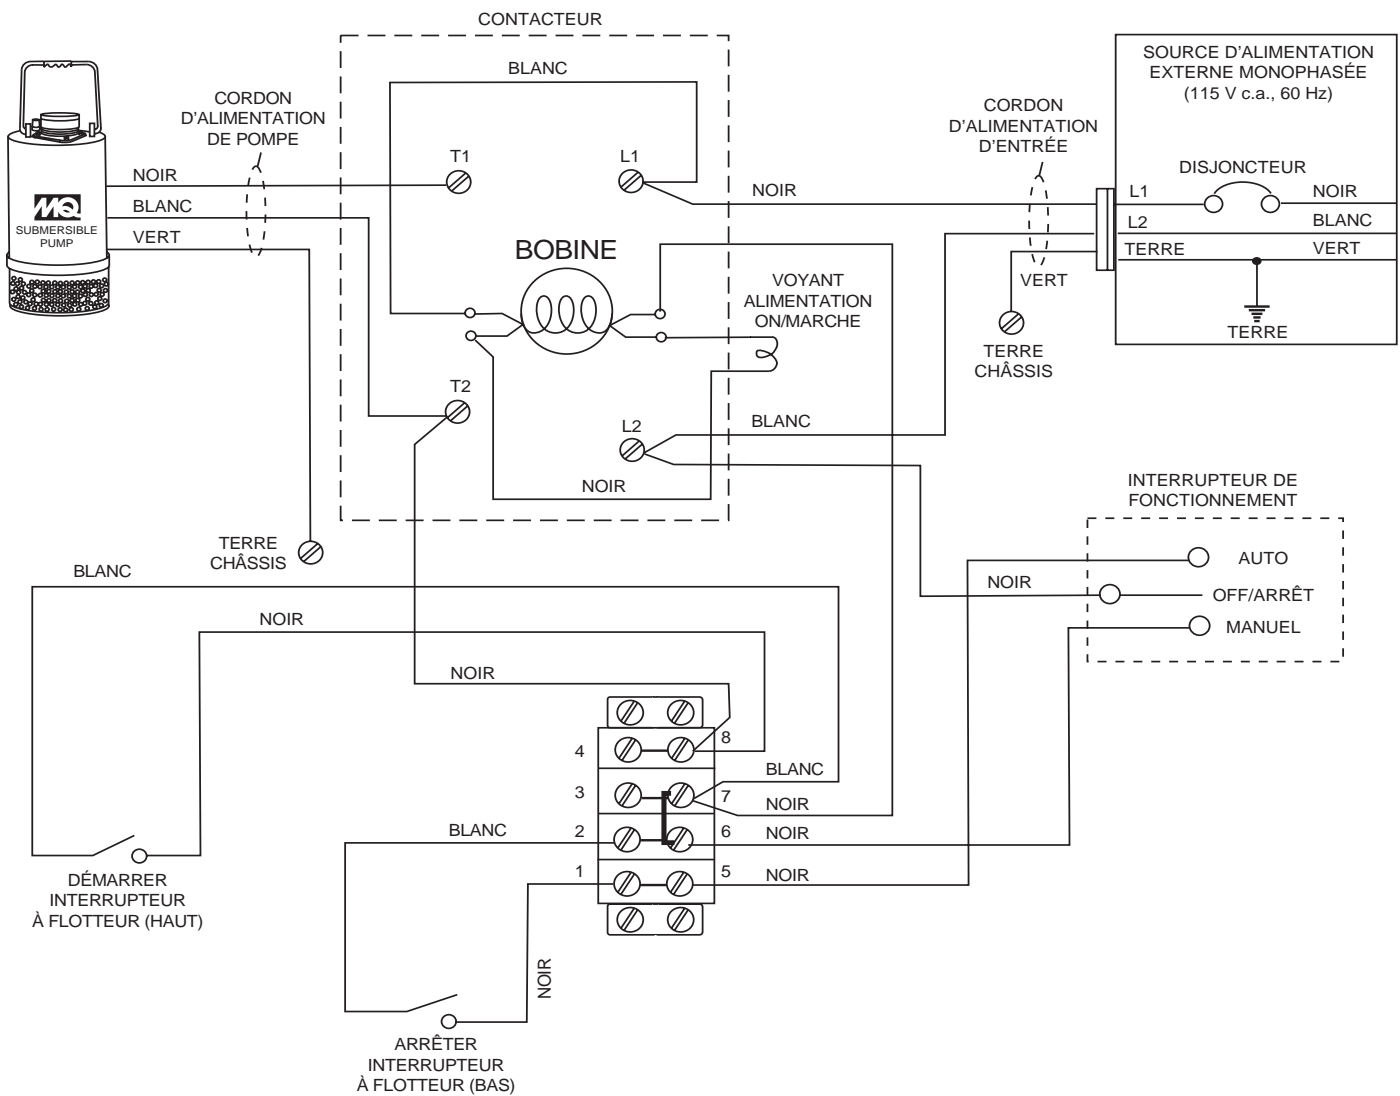 CONTACTEUR
BLANC
CORDON
D'ALIMENTATION
DE POMPE
T1
L1
NOIR
BLANC
VERT
MQ
SUBMERSIBLE
PUMP
NOIR
CORDON
D'ALIMENTATION
D'ENTRÉE
VERT
SOURCE D'ALIMENTATION
EXTERNE MONOPHASÉE
(115 V c.a., 60 Hz)
DISJONCTEUR
L1
NOIR
L2
BLANC
TERRE
VERT
TERRE
BOBINE
VOYANT
ALIMENTATION
ON/MARCHE
TERRE
CHÂSSIS
T2
L2
BLANC
NOIR
TERRE
CHÂSSIS
INTERRUPTEUR DE
FONCTIONNEMENT
AUTO
NOIR
OFF/ARRÊT
MANUEL
BLANC
NOIR
NOIR
4
8
3
7
BLANC
NOIR
2
6
BLANC
NOIR
1
5
NOIR
DÉMARRER
INTERRUPTEUR
À FLOTTEUR (HAUT)
NOIR
ARRÊTER
INTERRUPTEUR
À FLOTTEUR (BAS)